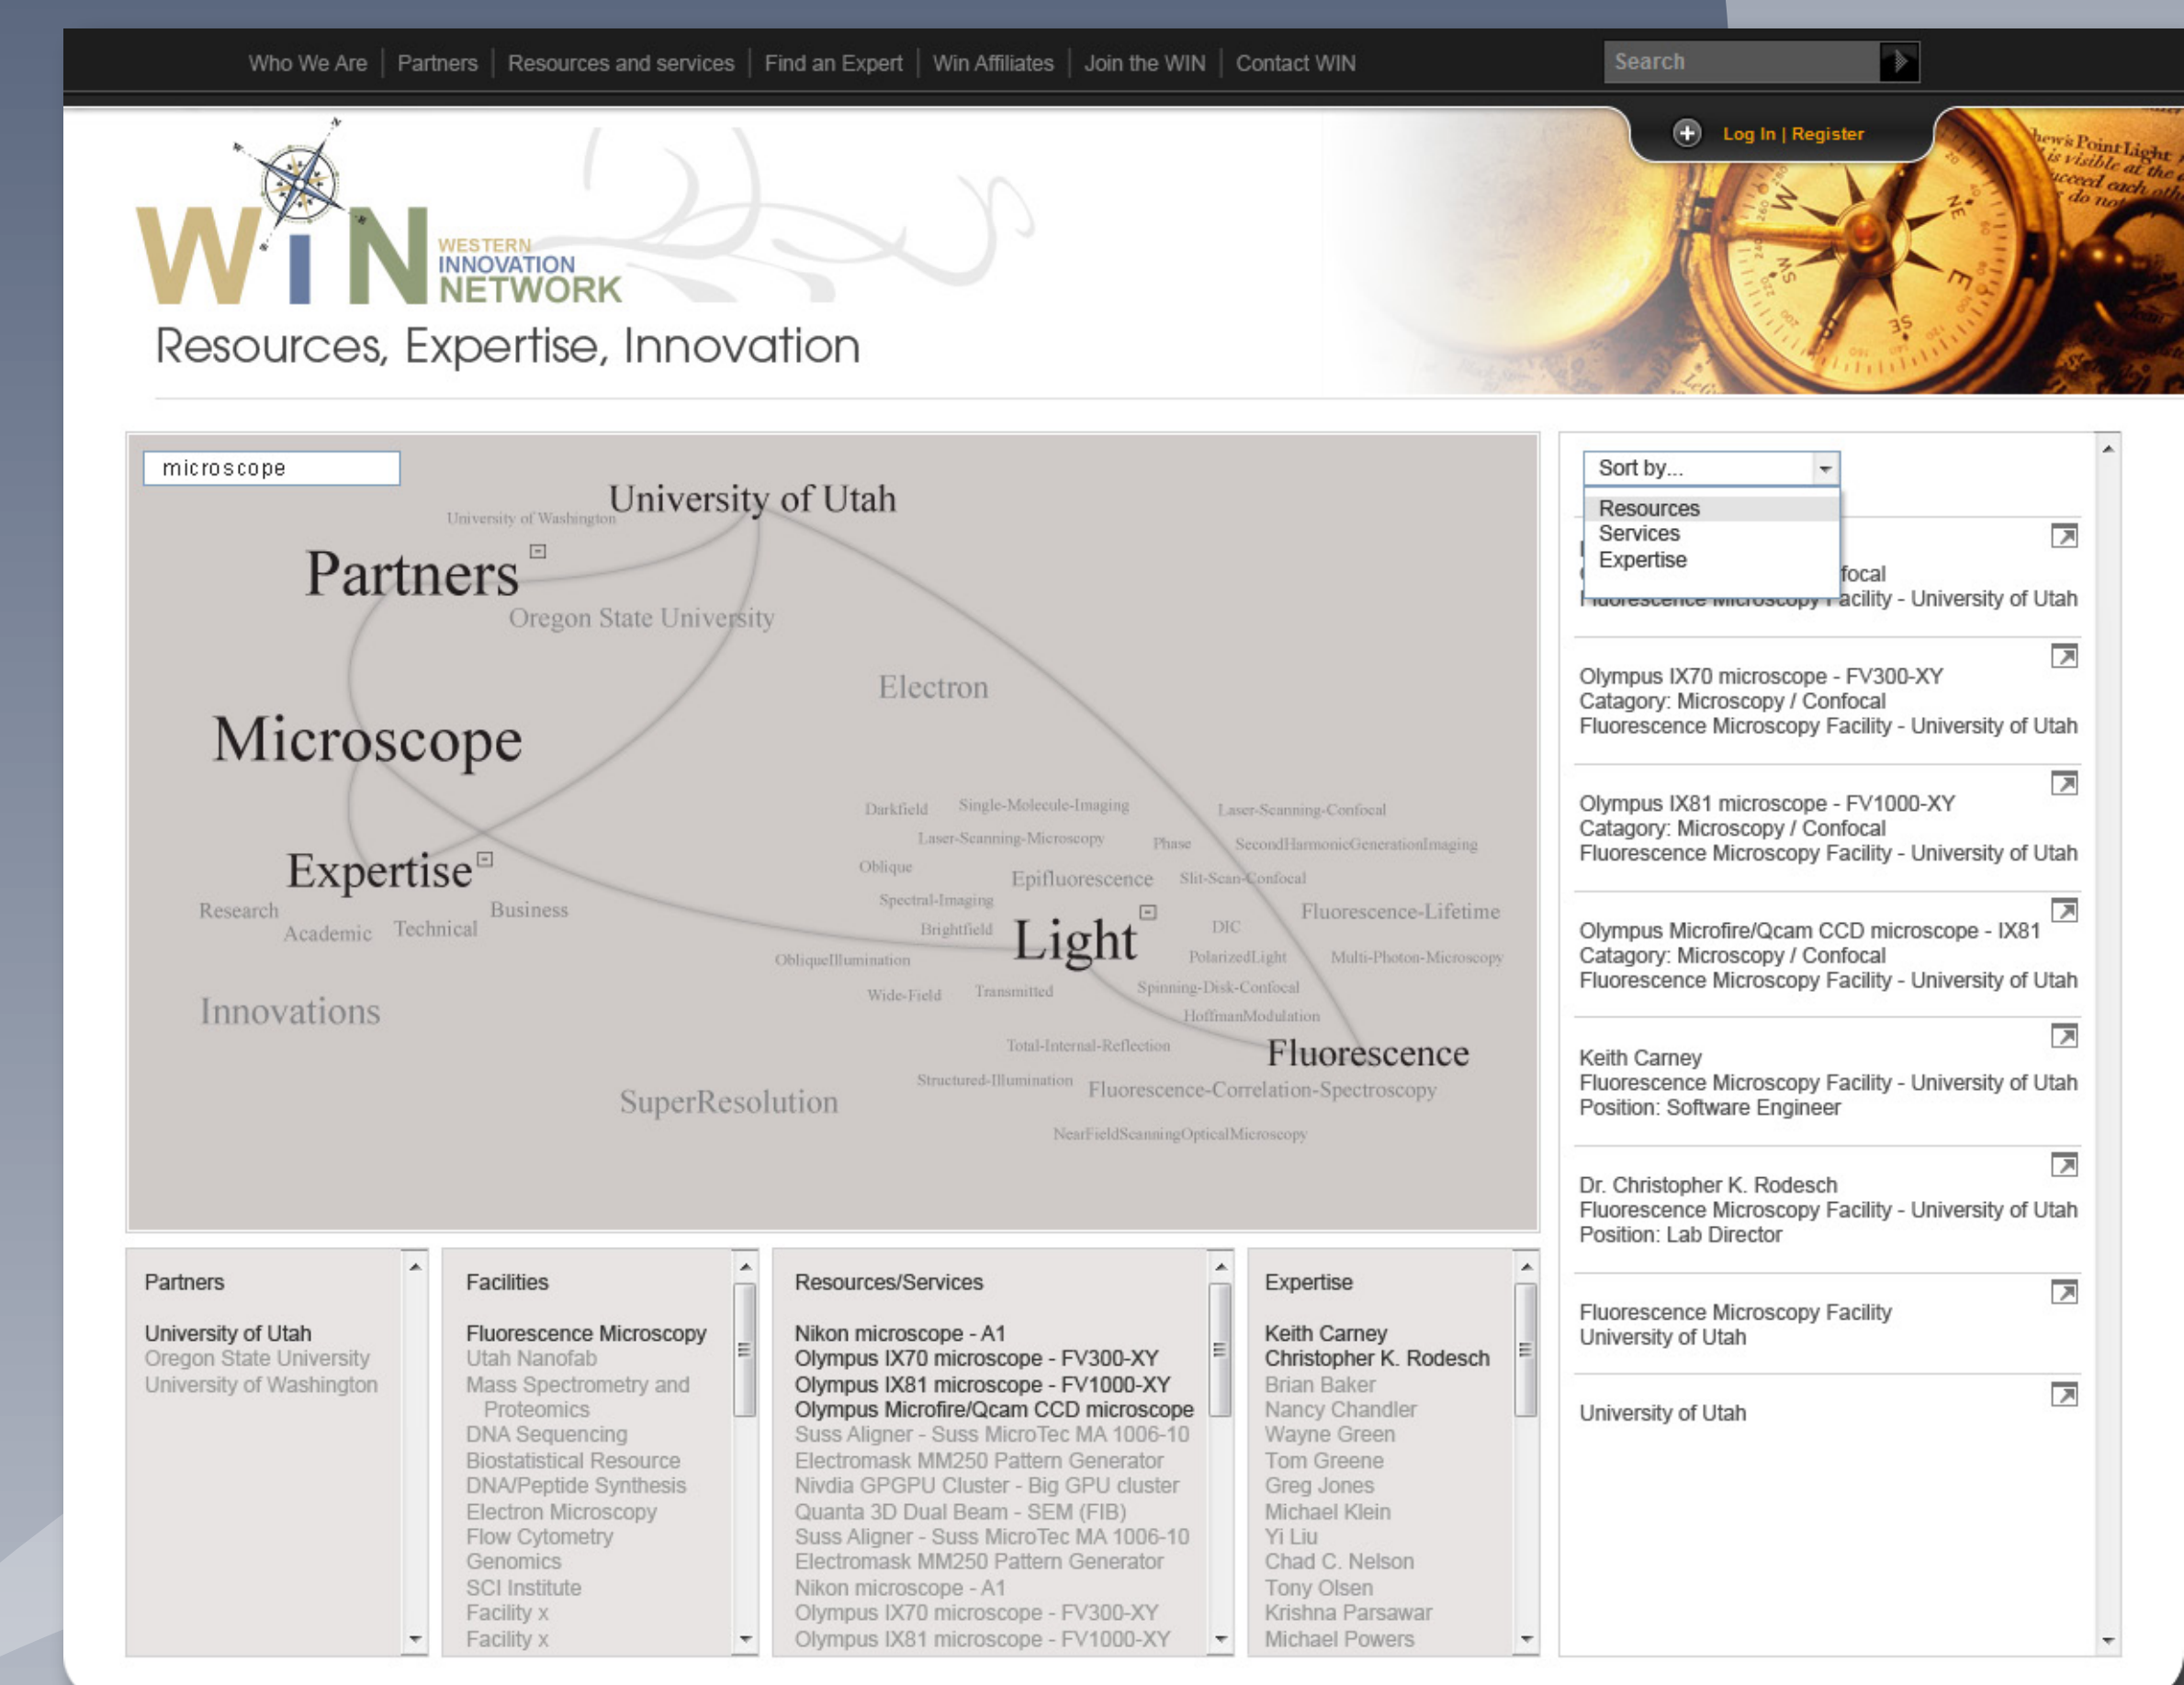 Who We Are | Partners | Resources and services | Find an Expert | Win Affiliates | Join the WIN | Contact WIN
Search
Log In | Register
WiN
WESTERN
INNOVATION
NETWORK
Resources, Expertise, Innovation
hew's Point Light
is visible at the
ucceed each oth
do not
microscope
University of Utah
University of Washington
Partners
Oregon State University
Electron
Microscope
Darkfield
Single-Molecule-Imaging
Laser-Scanning-Confocal
Laser-Scanning-Microscopy
Phase
SecondHarmonicGenerationImaging
Oblique
Expertise
Epifluorescence
Slit-Scan-Confocal
Spectral-Imaging
Research
Business
Fluorescence-Lifetime
Academic
Technical
Brightfield
Light
DIC
ObliqueIllumination
PolarizedLight
Multi-Photon-Microscopy
Wide-Field
Transmitted
Spinning-Disk-Confocal
Innovations
HoffmanModulation
Total-Internal-Reflection
Fluorescence
Structured-Illumination
Fluorescence-Correlation-Spectroscopy
SuperResolution
NearFieldScanningOpticalMicroscopy
Sort by...
Resources
Services
Expertise
focal
Fluorescence Microscopy Facility - University of Utah
Olympus IX70 microscope - FV300-XY
Catagory: Microscopy / Confocal
Fluorescence Microscopy Facility - University of Utah
Olympus IX81 microscope - FV1000-XY
Catagory: Microscopy / Confocal
Fluorescence Microscopy Facility - University of Utah
Olympus Microfire/Qcam CCD microscope - IX81
Catagory: Microscopy / Confocal
Fluorescence Microscopy Facility - University of Utah
Keith Carney
Fluorescence Microscopy Facility - University of Utah
Position: Software Engineer
Dr. Christopher K. Rodesch
Fluorescence Microscopy Facility - University of Utah
Position: Lab Director
Fluorescence Microscopy Facility
University of Utah
University of Utah
Partners
University of Utah
Oregon State University
University of Washington
Facilities
Fluorescence Microscopy
Utah Nanofab
Mass Spectrometry and
Proteomics
DNA Sequencing
Biostatistical Resource
DNA/Peptide Synthesis
Electron Microscopy
Flow Cytometry
Genomics
SCI Institute
Facility x
Facility x
Resources/Services
Nikon microscope - A1
Olympus IX70 microscope - FV300-XY
Olympus IX81 microscope - FV1000-XY
Olympus Microfire/Qcam CCD microscope
Suss Aligner - Suss MicroTec MA 1006-10
Electromask MM250 Pattern Generator
Nivdia GPGPU Cluster - Big GPU cluster
Quanta 3D Dual Beam - SEM (FIB)
Suss Aligner - Suss MicroTec MA 1006-10
Electromask MM250 Pattern Generator
Nikon microscope - A1
Olympus IX70 microscope - FV300-XY
Olympus IX81 microscope - FV1000-XY
Expertise
Keith Carney
Christopher K. Rodesch
Brian Baker
Nancy Chandler
Wayne Green
Tom Greene
Greg Jones
Michael Klein
Yi Liu
Chad C. Nelson
Tony Olsen
Krishna Parsawar
Michael Powers